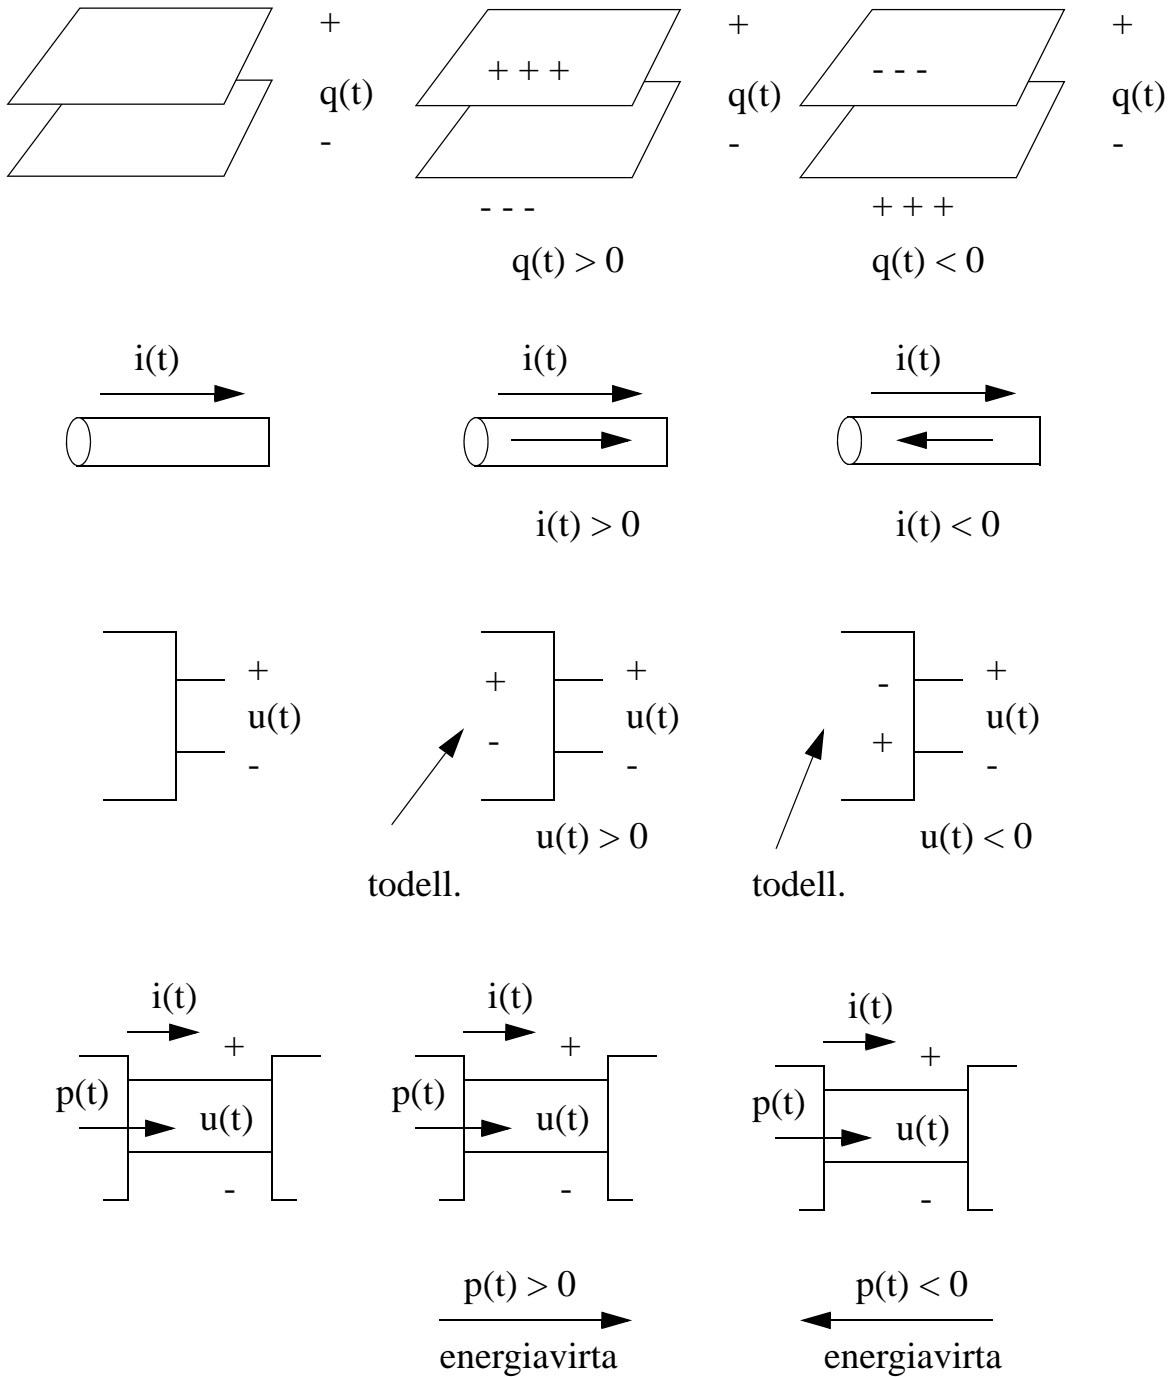 + + +
+ + + - - -
q(t) q(t) q(t)
- - -
- - - + + +
q(t) > 0 q(t) < 0
i(t) i(t) i(t)
i(t) > 0 i(t) < 0
+ + + - +
u(t) u(t) u(t)
- - - + -
u(t) > 0 u(t) < 0
todell. todell.
i(t) i(t) i(t)
+ + +
p(t) p(t) p(t)
u(t) u(t) u(t)
- - -
p(t) > 0 p(t) < 0
energiavirta energiavirta